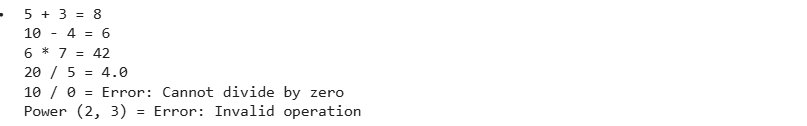 5 + 3 = 8
10 - 4 = 6
6 * 7 = 42
20 / 5 = 4.0
10 / 0 = Error: Cannot divide by zero
Power (2, 3) = Error: Invalid operation